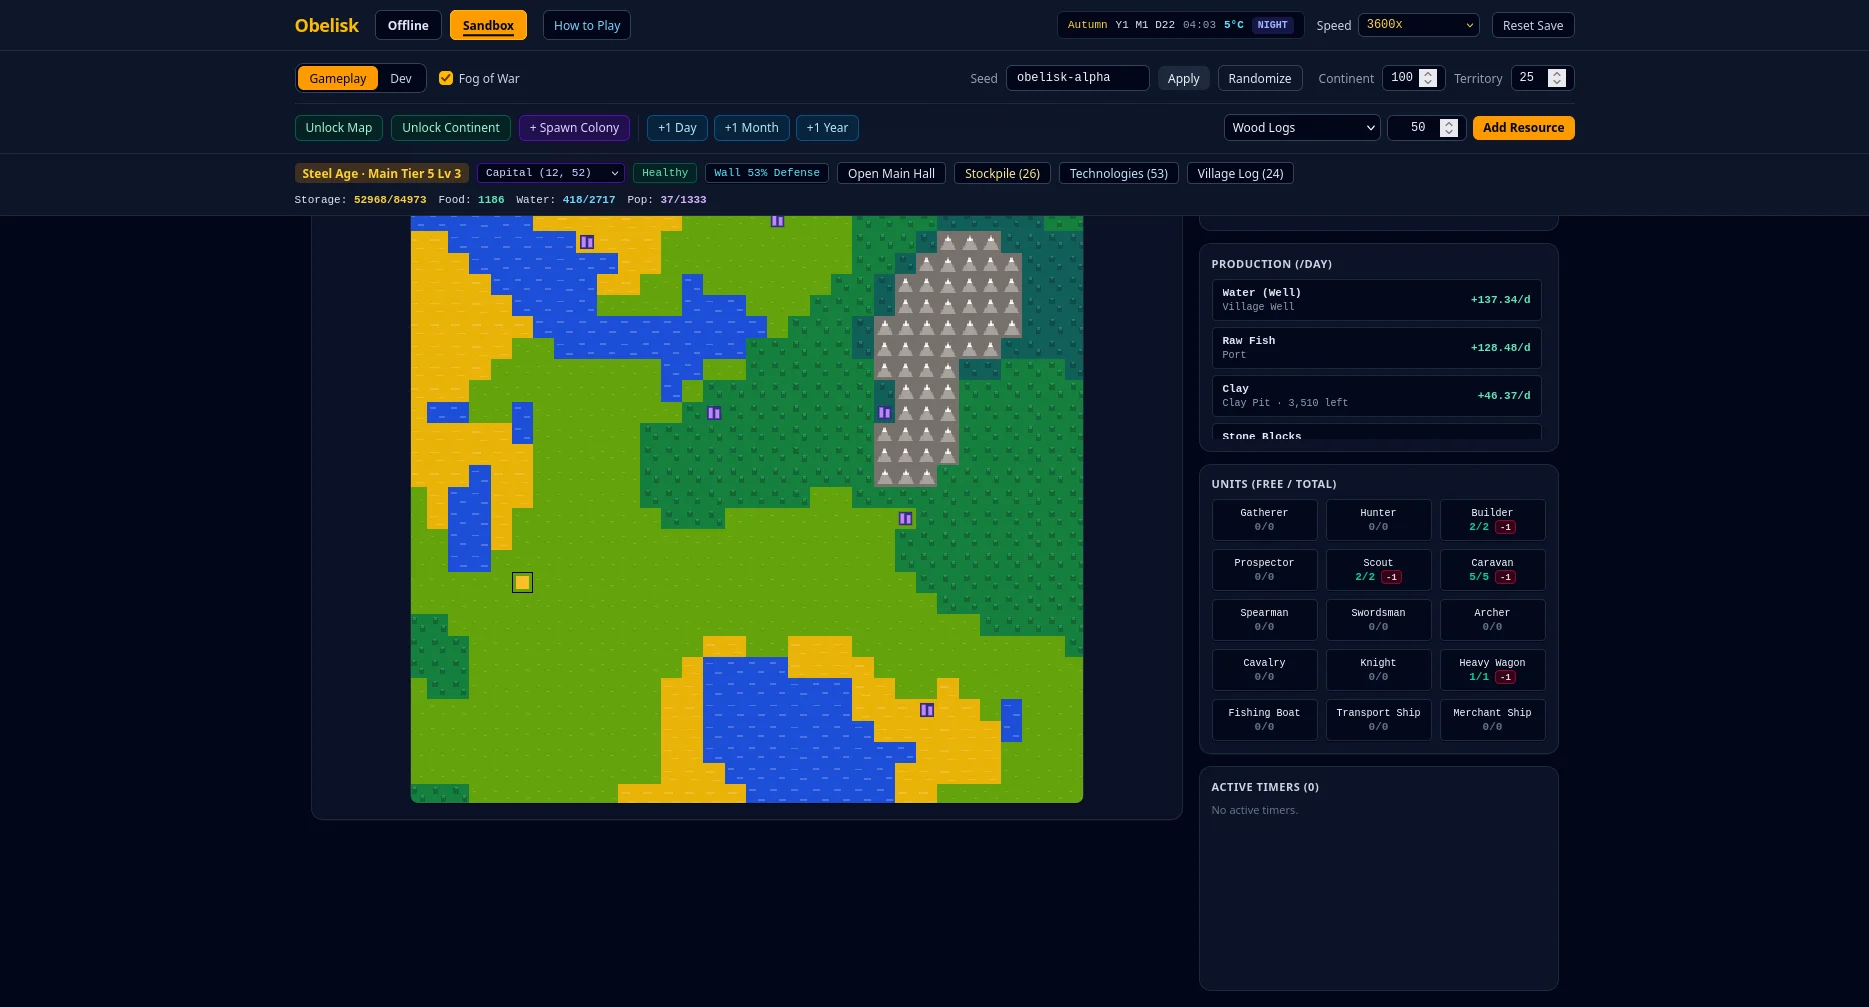 Obelisk
Offline
Sandbox
How to Play
Autumn Y1 M1 D22 04:03 5°C NIGHT
Speed 3600x
Reset Save
Gameplay
Dev
Fog of War
Seed obelisk-alpha
Apply
Randomize
Continent 100
Territory 25
Unlock Map
Unlock Continent
+ Spawn Colony
+1 Day
+1 Month
+1 Year
Wood Logs
50
Add Resource
Steel Age · Main Tier 5 Lv 3
Capital (12, 52)
Healthy
Wall 53% Defense
Open Main Hall
Stockpile (26)
Technologies (53)
Village Log (24)
Storage: 52968/84973 Food: 1186 Water: 418/2717 Pop: 37/1333
PRODUCTION (/DAY)
Water (Well)
Village Well
+137.34/d
Raw Fish
Port
+128.48/d
Clay
Clay Pit · 3,510 left
+46.37/d
Stone Blocks
UNITS (FREE / TOTAL)
Gatherer
0/0
Hunter
0/0
Builder
2/2 -1
Prospector
0/0
Scout
2/2 -1
Caravan
5/5 -1
Spearman
0/0
Swordsman
0/0
Archer
0/0
Cavalry
0/0
Knight
0/0
Heavy Wagon
1/1 -1
Fishing Boat
0/0
Transport Ship
0/0
Merchant Ship
0/0
ACTIVE TIMERS (0)
No active timers.